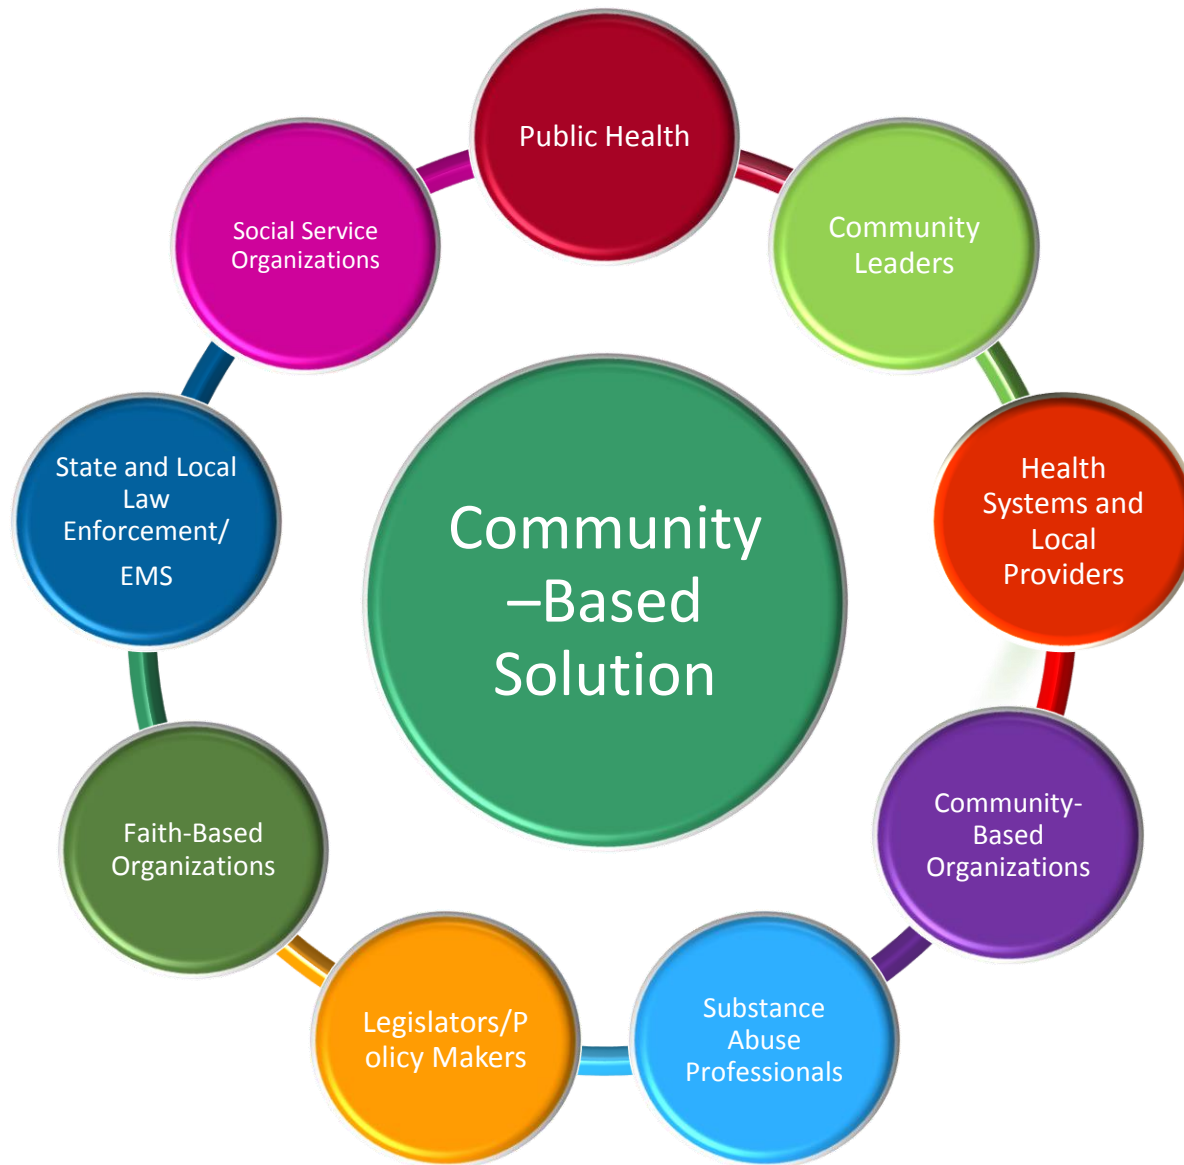 Public Health
Community
Leaders
Health
Systems and
Local
Providers
Community-
Based
Organizations
Substance
Abuse
Professionals
Legislators/P
olicy Makers
Faith-Based
Organizations
State and Local
Law
Enforcement/
EMS
Social Service
Organizations
Community
–Based
Solution